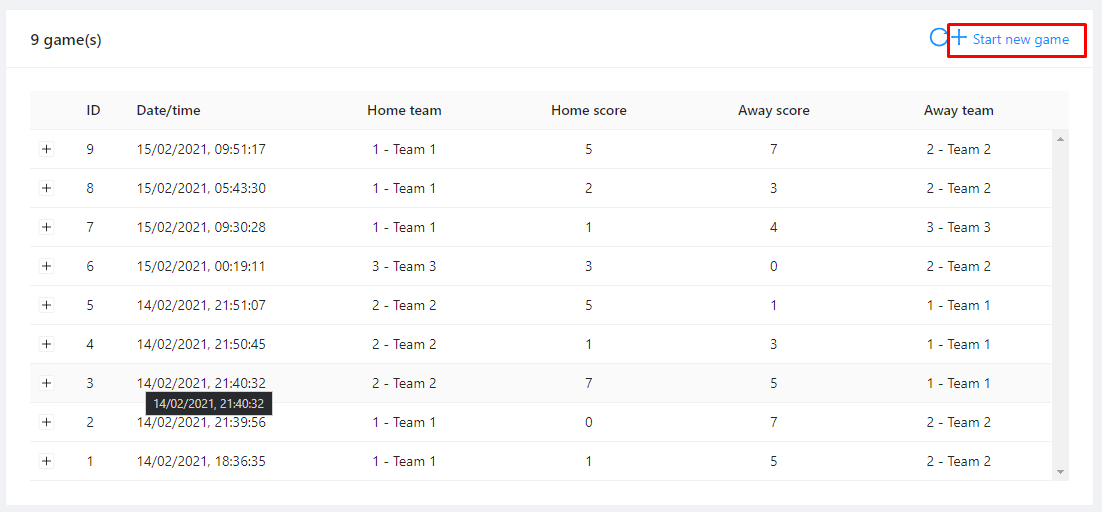 9 game(s) Start new game
ID Date/time Home team Home score Away score Away team
9 15/02/2021, 09:51:17 1 - Team 1 5 7 2 - Team 2
8 15/02/2021, 05:43:30 1 - Team 1 2 3 2 - Team 2
7 15/02/2021, 09:30:28 1 - Team 1 1 4 3 - Team 3
6 15/02/2021, 00:19:11 3 - Team 3 3 0 2 - Team 2
5 14/02/2021, 21:51:07 2 - Team 2 5 1 1 - Team 1
4 14/02/2021, 21:50:45 2 - Team 2 1 3 1 - Team 1
3 14/02/2021, 21:40:32 2 - Team 2 7 5 1 - Team 1
14/02/2021, 21:40:32
2 14/02/2021, 21:39:56 1 - Team 1 0 7 2 - Team 2
1 14/02/2021, 18:36:35 1 - Team 1 1 5 2 - Team 2